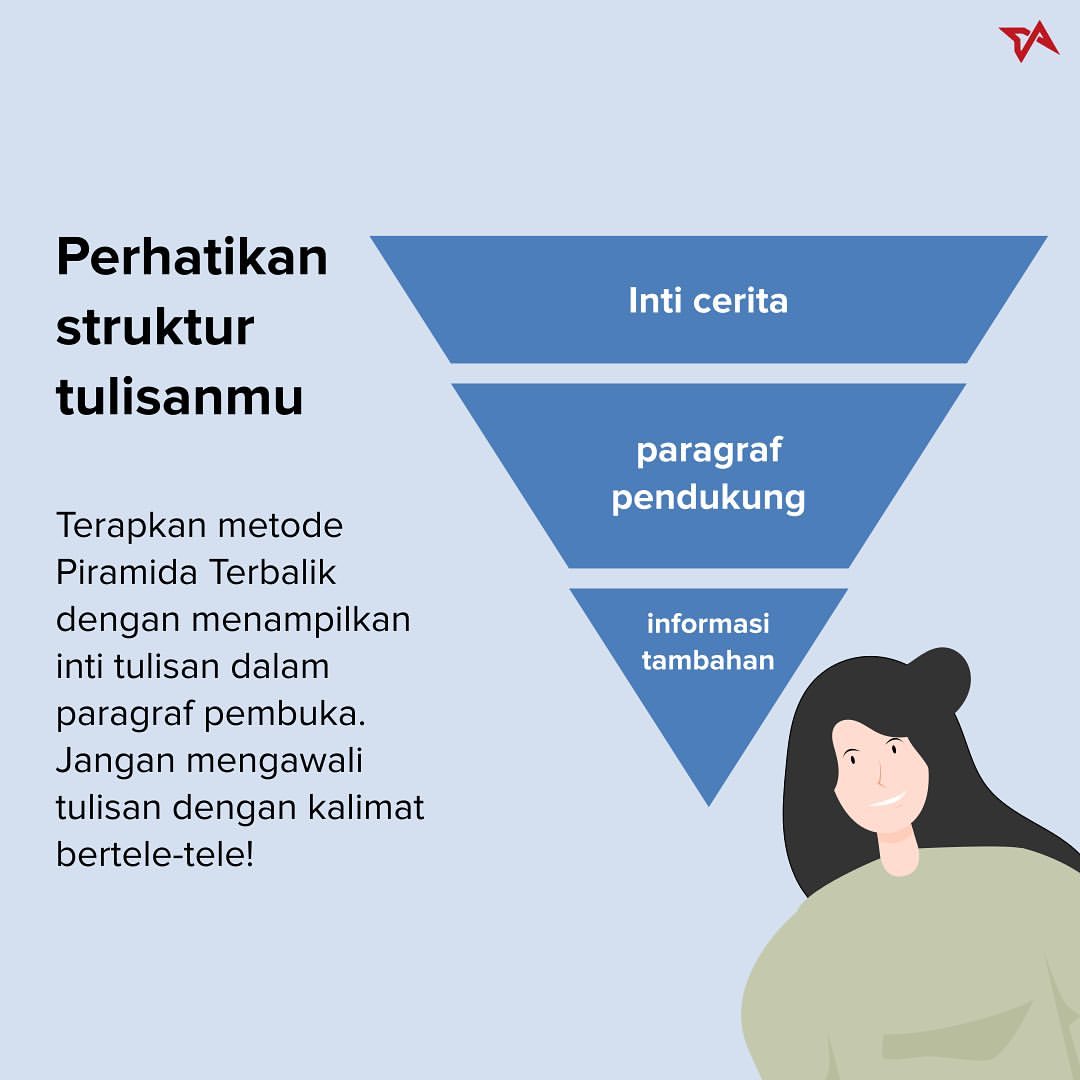 Perhatikan
struktur
tulisanmu
Terapkan metode
Piramida Terbalik
dengan menampilkan
inti tulisan dalam
paragraf pembuka.
Jangan mengawali
tulisan dengan kalimat
bertele-tele!
Inti cerita
paragraf
pendukung
informasi
tambahan